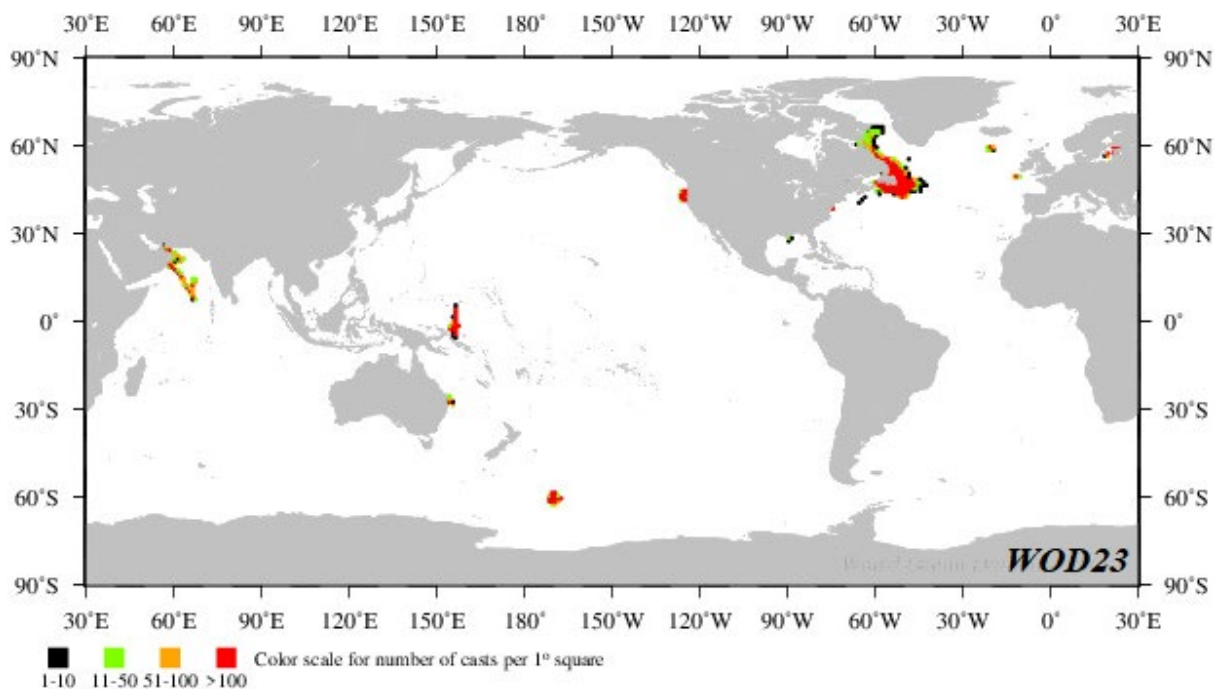 30˚E 60˚E 90˚E 120˚E 150˚E 180˚ 150˚W 120˚W 90˚W 60˚W 30˚W 0˚ 30˚E
90˚N 90˚N
60˚N 60˚N
30˚N 30˚N
0˚ 0˚
30˚S 30˚S
60˚S 60˚S
WOD23
90˚S 90˚S
30˚E 60˚E 90˚E 120˚E 150˚E 180˚ 150˚W 120˚W 90˚W 60˚W 30˚W 0˚ 30˚E
Color scale for number of casts per 1º square
1-10 11-50 51-100 >100